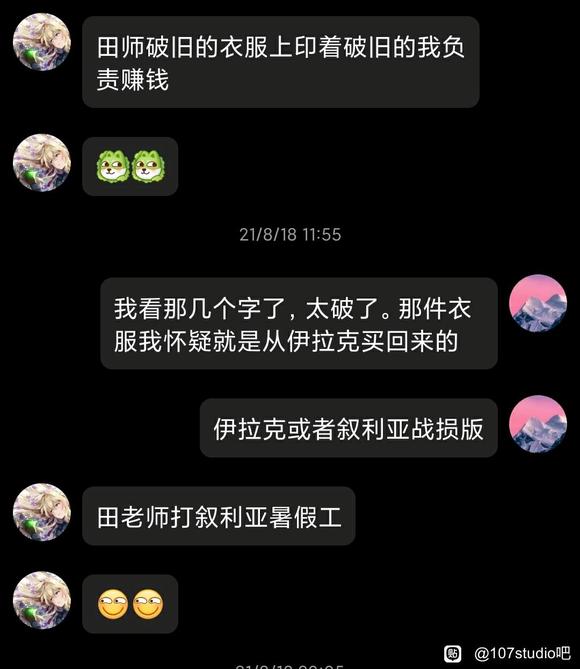 田师破旧的衣服上印着破旧的我负
责赚钱
21/8/18 11:55
我看那几个字了，太破了。那件衣
服我怀疑就是从伊拉克买回来的
伊拉克或者叙利亚战损版
田老师打叙利亚暑假工
贴 @107studio吧